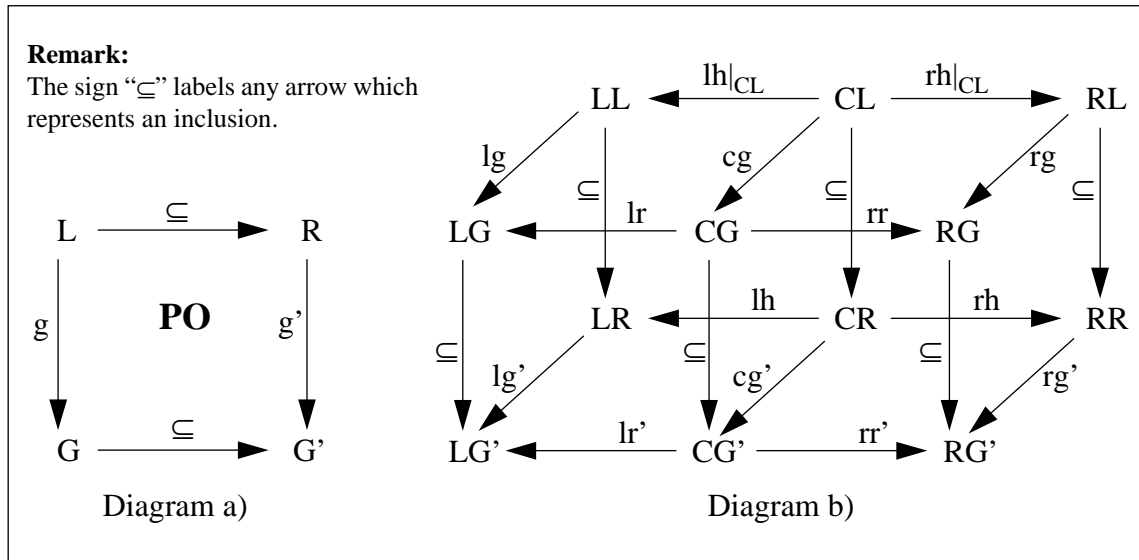 Remark:
The sign “⊆” labels any arrow which
represents an inclusion.
L ⊆ R
g PO g’
G ⊆ G’
Diagram a)
LL lh|CL CL rh|CL RL
lg cg rg
⊆ ⊆ ⊆
LG lr CG rr RG
LR lh CR rh RR
⊆ ⊆ ⊆
lg’ cg’ rg’
LG’ lr’ CG’ rr’ RG’
Diagram b)